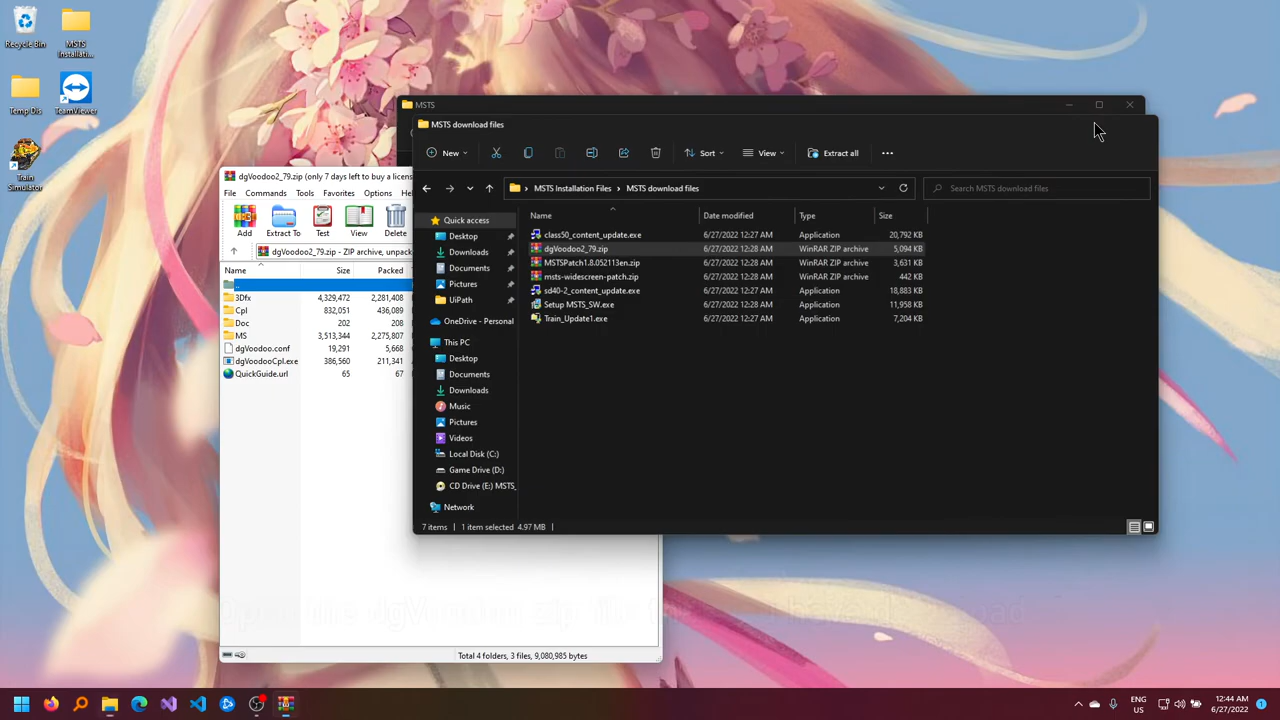 Recycle Bin
MSTS
Installati...
Temp Dis
TeamViewer
Train
Simulator
MSTS
MSTS download files
New
Sort
View
Extract all
MSTS Installation Files
MSTS download files
Search MSTS download files
Quick access
Desktop
Downloads
Documents
Pictures
UiPath
OneDrive - Personal
This PC
Desktop
Documents
Downloads
Music
Pictures
Videos
Local Disk (C:)
Game Drive (D:)
CD Drive (E:) MSTS_
Network
Name Date modified Type Size
class50_content_update.exe 6/27/2022 12:27 AM Application 20,792 KB
dgVoodoo2_79.zip 6/27/2022 12:28 AM WinRAR ZIP archive 5,094 KB
MSTSPatch1.8.052113en.zip 6/27/2022 12:28 AM WinRAR ZIP archive 3,631 KB
msts-widescreen-patch.zip 6/27/2022 12:28 AM WinRAR ZIP archive 442 KB
sd40-2_content_update.exe 6/27/2022 12:27 AM Application 18,883 KB
Setup MSTS_SW.exe 6/27/2022 12:28 AM Application 11,958 KB
Train_Update1.exe 6/27/2022 12:27 AM Application 7,204 KB
7 items 1 item selected 4.97 MB
dgVoodoo2_79.zip (only 7 days left to buy a licens
File Commands Tools Favorites Options He
Add Extract To Test View Delete
dgVoodoo2_79.zip - ZIP archive, unpack
Name Size Packed
..
3Dfx 4,329,472 2,281,408
Cpl 832,051 436,089
Doc 202 208
MS 3,513,344 2,275,807
dgVoodoo.conf 19,291 5,668
dgVoodooCpl.exe 386,560 211,341
QuickGuide.url 65 67
Total 4 folders, 3 files, 9,080,985 bytes
ENG
US
12:44 AM
6/27/2022
1